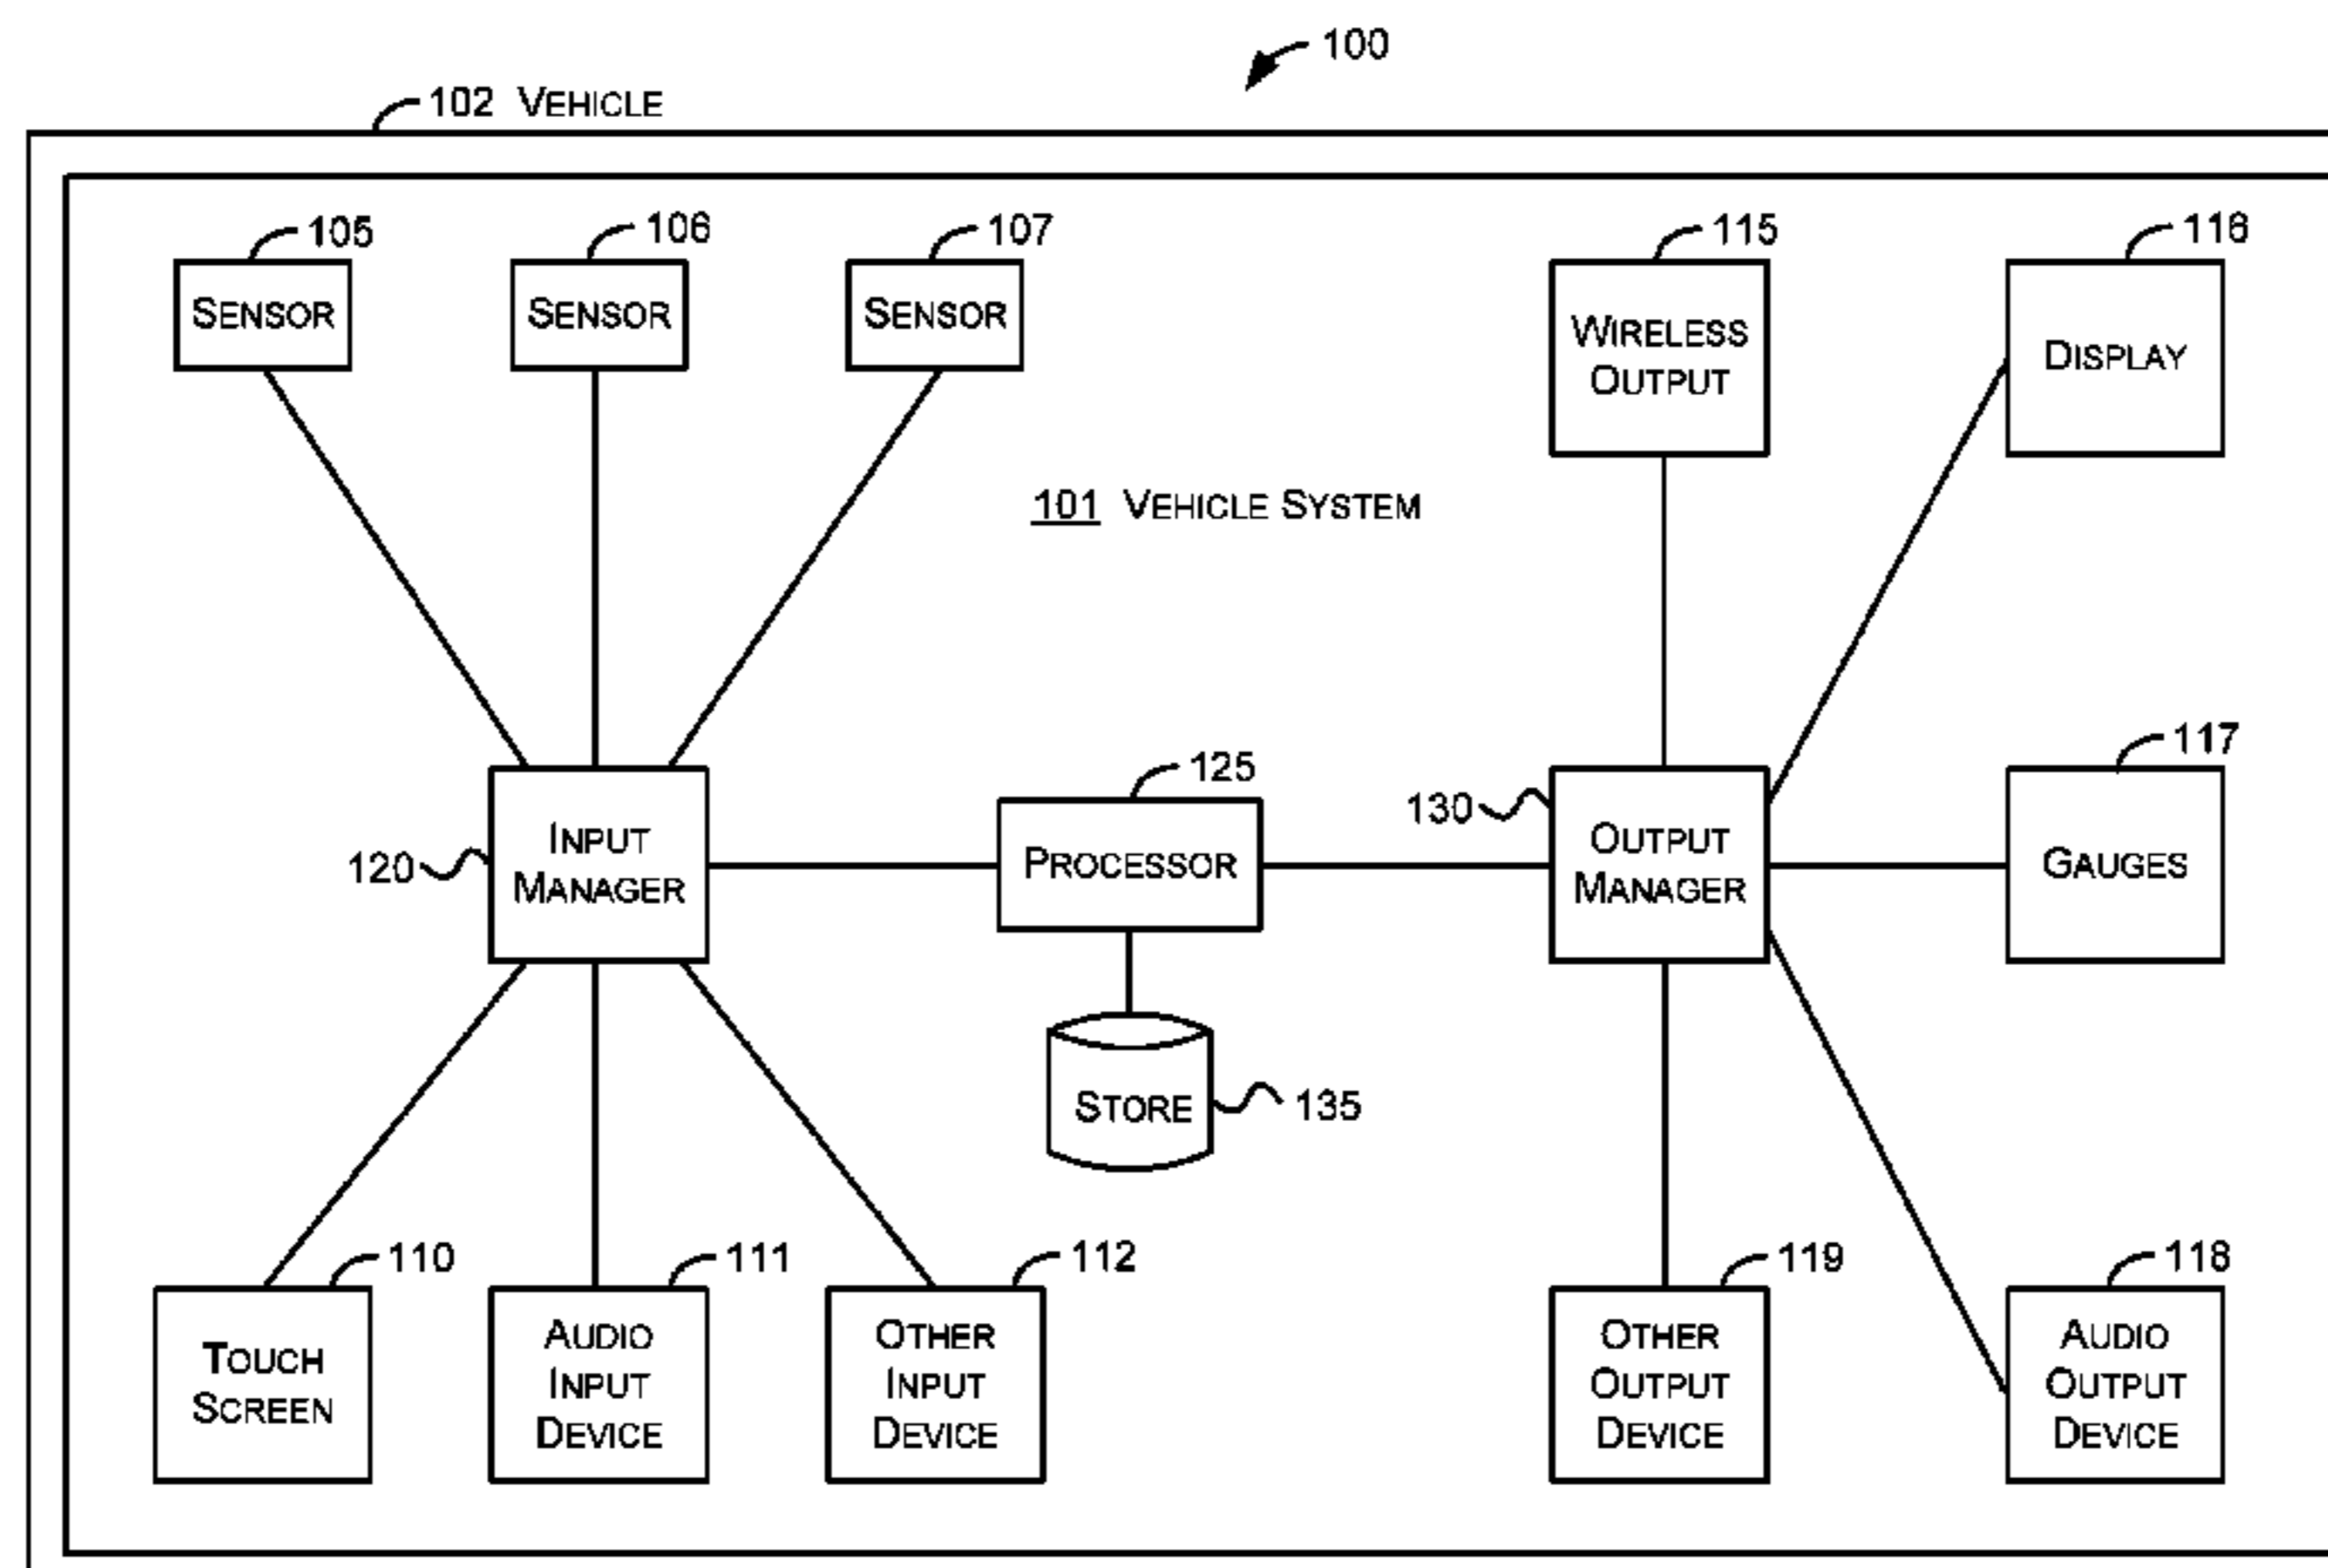 100
102 VEHICLE
105
106
107
115
116
SENSOR
SENSOR
SENSOR
WIRELESS
OUTPUT
DISPLAY
101 VEHICLE SYSTEM
117
125
130
120
INPUT
MANAGER
PROCESSOR
OUTPUT
MANAGER
GAUGES
STORE
135
110
111
112
119
118
TOUCH
SCREEN
AUDIO
INPUT
DEVICE
OTHER
INPUT
DEVICE
OTHER
OUTPUT
DEVICE
AUDIO
OUTPUT
DEVICE